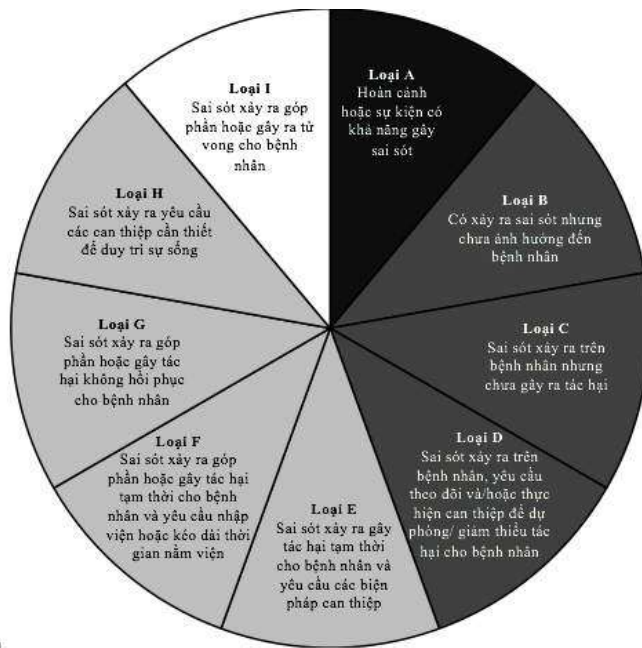 Loại A
Hoàn cảnh
hoặc sự kiện có
khả năng gây
sai sót
Loại B
Có xảy ra sai sót nhưng
chưa ảnh hưởng đến
bệnh nhân
Loại C
Sai sót xảy ra trên
bệnh nhân nhưng
chưa gây ra tác hại
Loại D
Sai sót xảy ra trên
bệnh nhân, yêu cầu
theo dõi và/hoặc thực
hiện can thiệp để dự
phòng/ giảm thiểu tác
hại cho bệnh nhân
Loại E
Sai sót xảy ra gây
tác hại tạm thời
cho bệnh nhân và
yêu cầu các biện
pháp can thiệp
Loại F
Sai sót xảy ra góp
phần hoặc gây tác hại
tạm thời cho bệnh
nhân và yêu cầu nhập
viện hoặc kéo dài thời
gian nằm viện
Loại G
Sai sót xảy ra góp
phần hoặc gây tác
hại không hồi phục
cho bệnh nhân
Loại H
Sai sót xảy ra yêu cầu
các can thiệp cần thiết
để duy trì sự sống
Loại I
Sai sót xảy ra góp
phần hoặc gây ra tử
vong cho bệnh
nhân